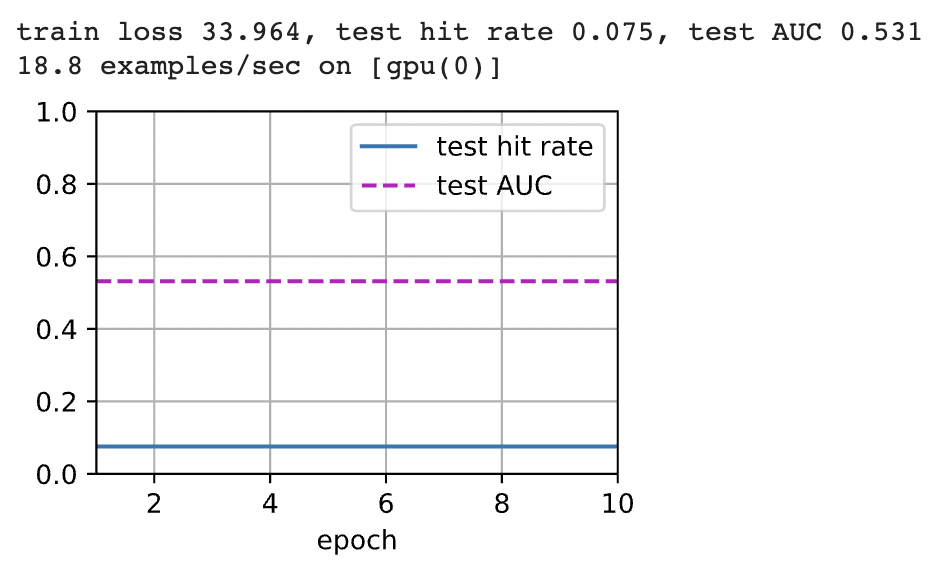 train loss 33.964, test hit rate 0.075, test AUC 0.531
18.8 examples/sec on [gpu(0)]
1.0
test hit rate
0.8
test AUC
0.6
0.4
0.2
0.0
2 4 6 8 10
epoch